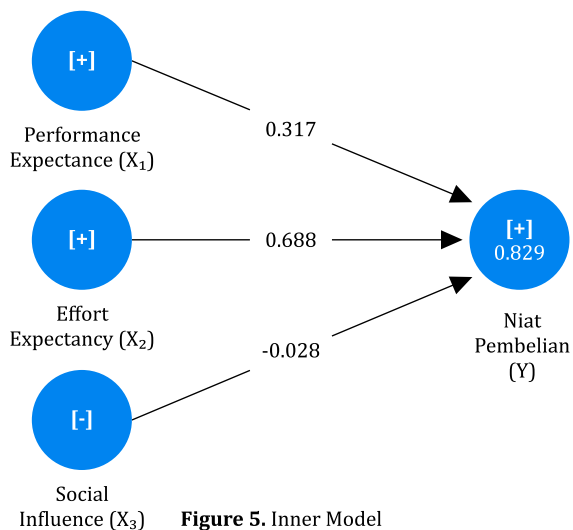 [+]
Performance
Expectance (X₁)
0.317
[+]
Effort
Expectancy (X₂)
0.688
[+]
0.829
Niat
Pembelian
(Y)
-0.028
[-]
Social
Influence (X₃)
Figure 5. Inner Model